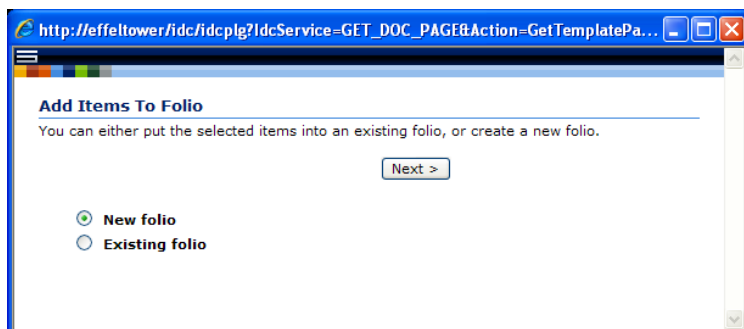 http://effeltower/idc/idcplg?IdcService=GET_DOC_PAGE&Action=GetTemplatePa...
Add Items To Folio
You can either put the selected items into an existing folio, or create a new folio.
Next >
New folio
Existing folio